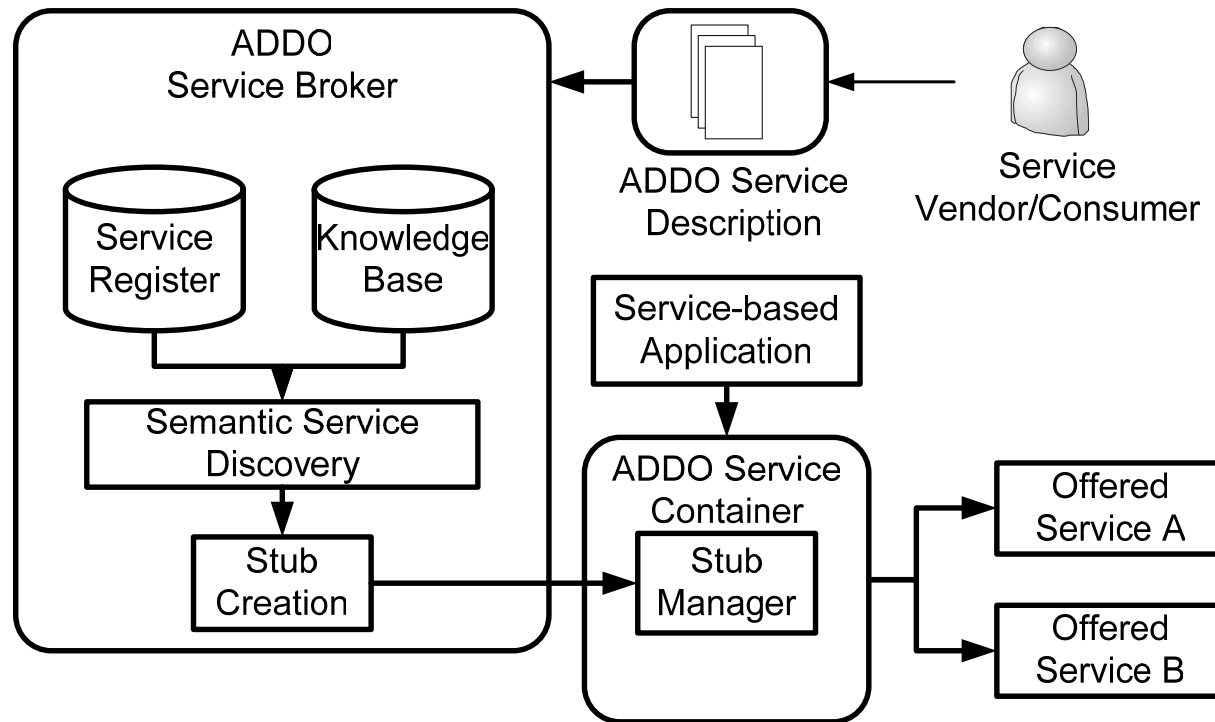 ADDO
Service Broker
Service
Register
Knowledge
Base
Semantic Service
Discovery
Stub
Creation
ADDO Service
Description
Service
Vendor/Consumer
Service-based
Application
ADDO Service
Container
Stub
Manager
Offered
Service A
Offered
Service B